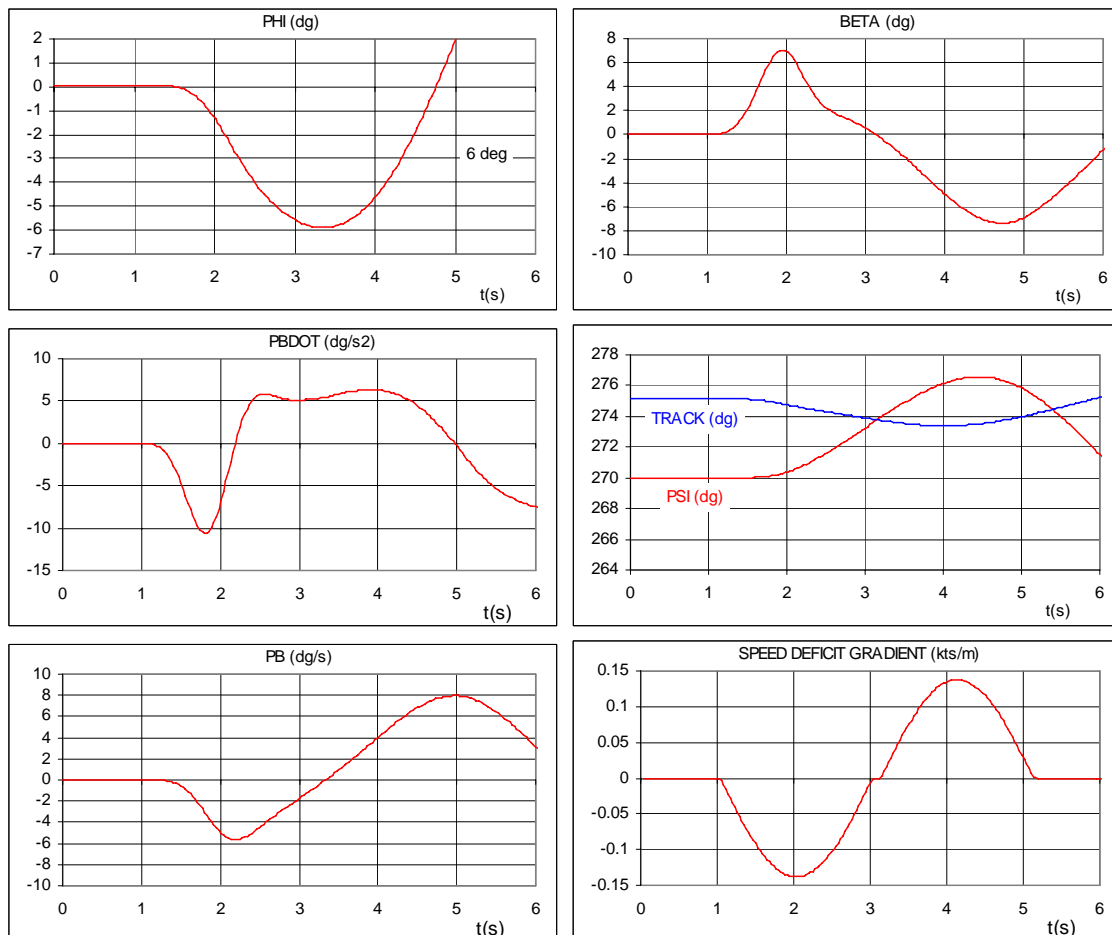 PHI (dg)
2
1
0
-1
-2
-3
-4
-5
-6
-7
6 deg
0 1 2 3 4 5 6
t(s)
BETA (dg)
8
6
4
2
0
-2
-4
-6
-8
-10
0 1 2 3 4 5 6
t(s)
PBDOT (dg/s2)
10
5
0
-5
-10
-15
0 1 2 3 4 5 6
t(s)
278
276
274
272
270
268
266
264
TRACK (dg)
PSI (dg)
0 1 2 3 4 5 6
t(s)
PB (dg/s)
10
8
6
4
2
0
-2
-4
-6
-8
-10
0 1 2 3 4 5 6
t(s)
SPEED DEFICIT GRADIENT (kts/m)
0.15
0.1
0.05
0
-0.05
-0.1
-0.15
0 1 2 3 4 5 6
t(s)